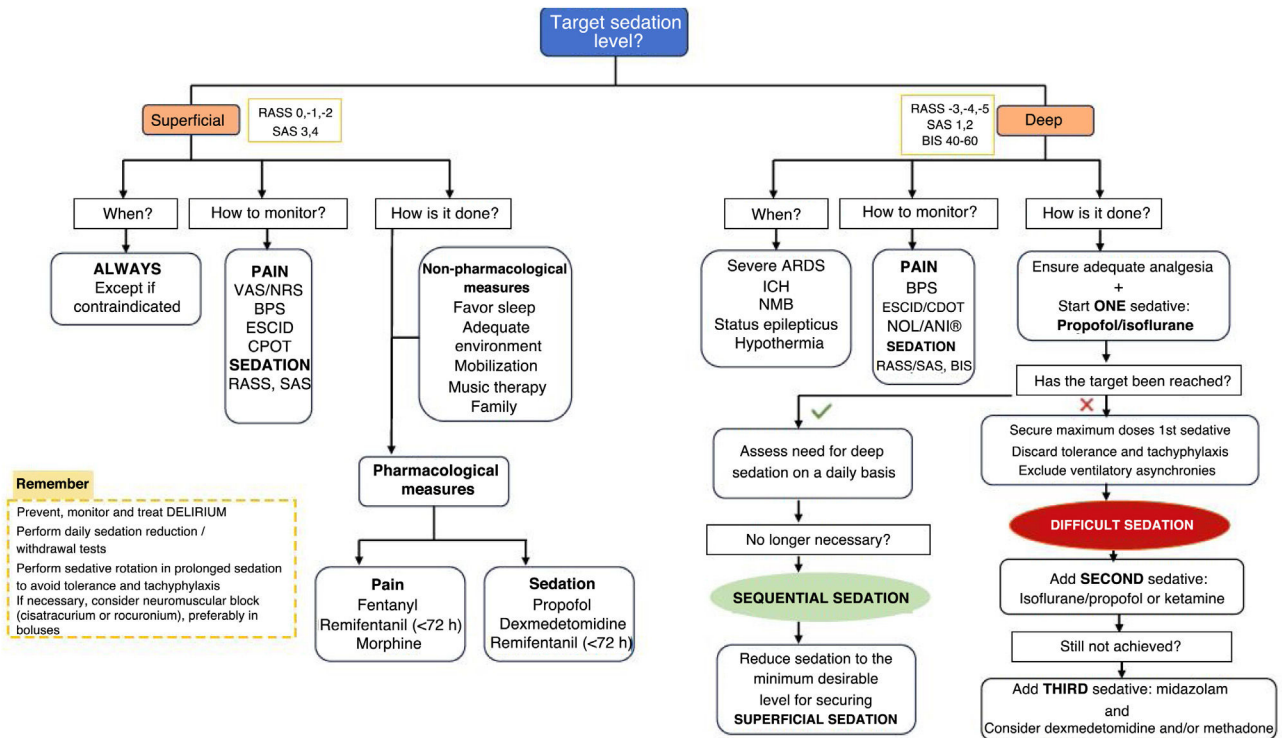 Target sedation
level?
Superficial
RASS 0,-1,-2
SAS 3,4
When?
ALWAYS
Except if
contraindicated
How to monitor?
PAIN
VAS/NRS
BPS
ESCID
CPOT
SEDATION
RASS, SAS
How is it done?
Non-pharmacological
measures
Favor sleep
Adequate
environment
Mobilization
Music therapy
Family
Pharmacological
measures
Pain
Fentanyl
Remifentanil (<72 h)
Morphine
Sedation
Propofol
Dexmedetomidine
Remifentanil (<72 h)
Remember
Prevent, monitor and treat DELIRIUM
Perform daily sedation reduction /
withdrawal tests
Perform sedative rotation in prolonged sedation
to avoid tolerance and tachyphylaxis
If necessary, consider neuromuscular block
(cisatracurium or rocuronium), preferably in
boluses
RASS -3,-4,-5
SAS 1,2
BIS 40-60
Deep
When?
Severe ARDS
ICH
NMB
Status epilepticus
Hypothermia
How to monitor?
PAIN
BPS
ESCID/CDOT
NOL/ANI®
SEDATION
RASS/SAS, BIS
How is it done?
Ensure adequate analgesia
+
Start ONE sedative:
Propofol/isoflurane
Has the target been reached?
Assess need for deep
sedation on a daily basis
No longer necessary?
SEQUENTIAL SEDATION
Reduce sedation to the
minimum desirable
level for securing
SUPERFICIAL SEDATION
Secure maximum doses 1st sedative
Discard tolerance and tachyphylaxis
Exclude ventilatory asynchronies
DIFFICULT SEDATION
Add SECOND sedative:
Isoflurane/propofol or ketamine
Still not achieved?
Add THIRD sedative: midazolam
and
Consider dexmedetomidine and/or methadone